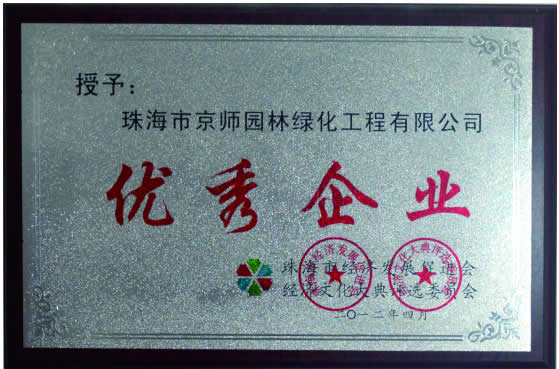 授予：
珠海市京师园林绿化工程有限公司
优秀企业
珠海市经济发展促进会
经济文化大典评选委员会
二〇一二年四月